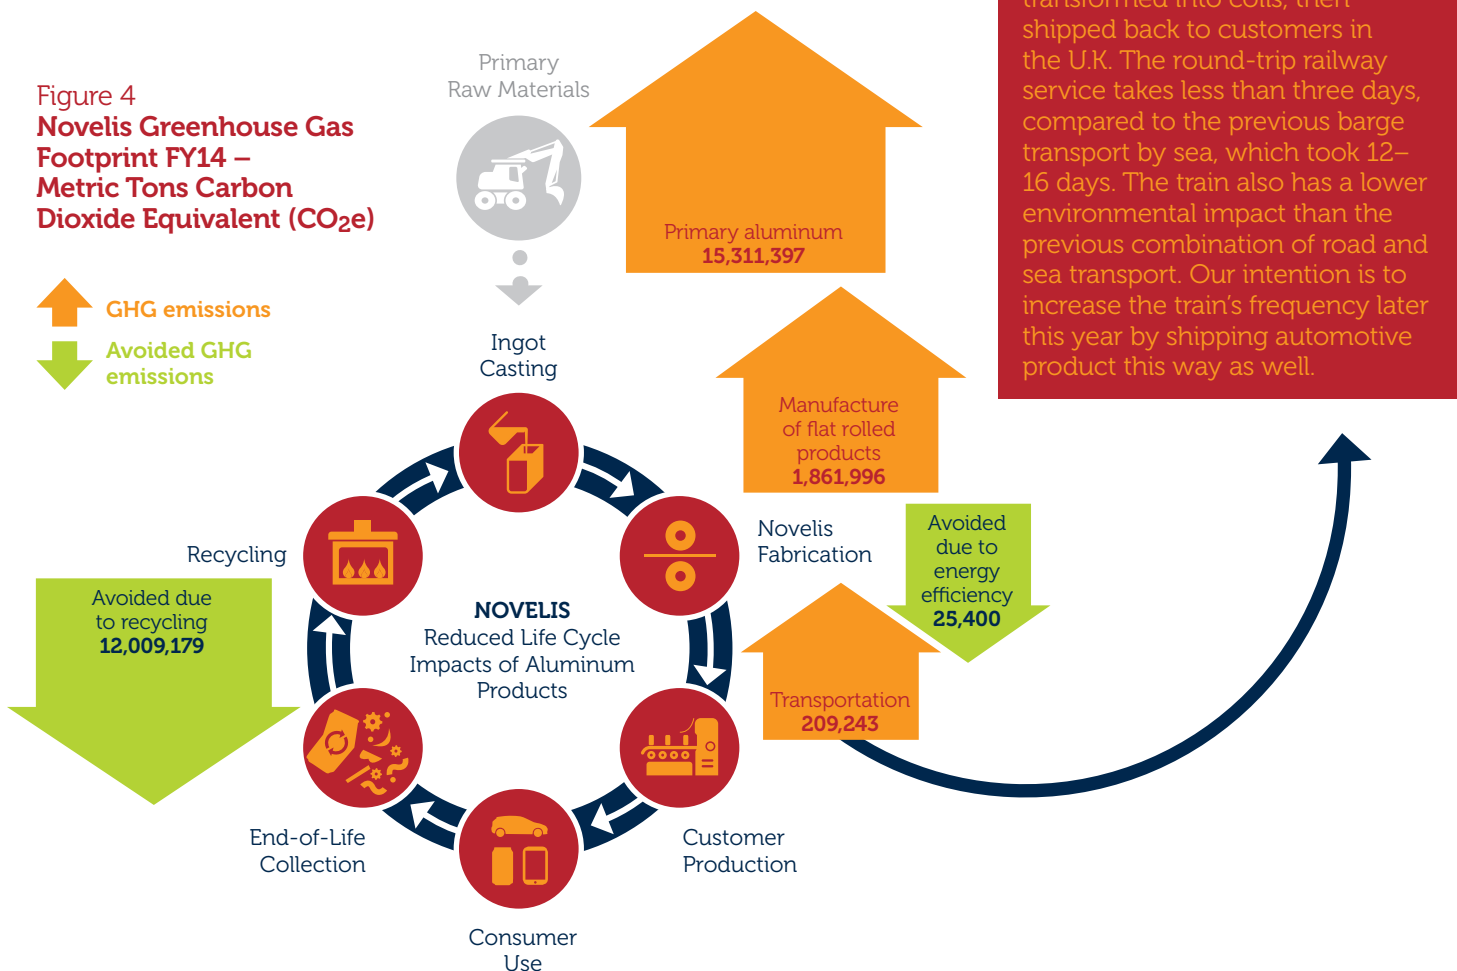 Figure 4
Novelis Greenhouse Gas
Footprint FY14 –
Metric Tons Carbon
Dioxide Equivalent (CO2e)
GHG emissions
Avoided GHG
emissions
Primary
Raw Materials
Primary aluminum
15,311,397
transformed into coils, then
shipped back to customers in
the U.K. The round-trip railway
service takes less than three days,
compared to the previous barge
transport by sea, which took 12–
16 days. The train also has a lower
environmental impact than the
previous combination of road and
sea transport. Our intention is to
increase the train’s frequency later
this year by shipping automotive
product this way as well.
Ingot
Casting
Manufacture
of flat rolled
products
1,861,996
Novelis
Fabrication
Avoided
due to
energy
efficiency
25,400
Recycling
Avoided due
to recycling
12,009,179
NOVELIS
Reduced Life Cycle
Impacts of Aluminum
Products
Transportation
209,243
End-of-Life
Collection
Customer
Production
Consumer
Use